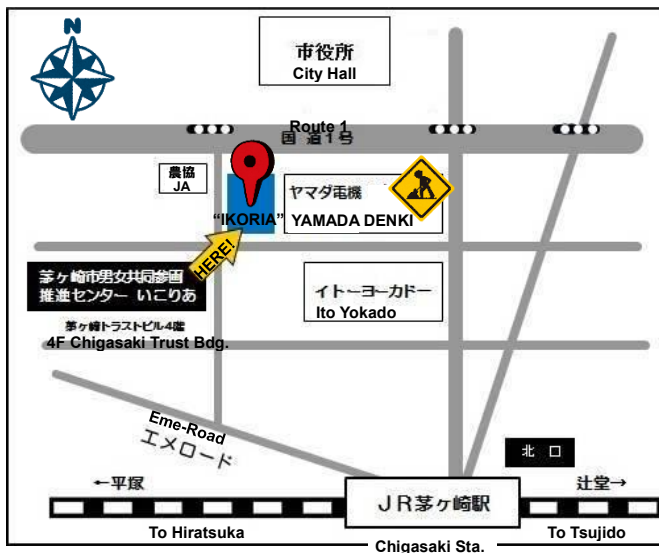 N
市役所
City Hall
Route 1
国道1号
農協
JA
ヤマダ電機
"IKORIA" YAMADA DENKI
HERE!
茅ヶ崎市男女共同参画
推進センター いこりあ
茅ヶ崎トラストビル4階
4F Chigasaki Trust Bdg.
イトーヨーカドー
Ito Yokado
Eme-Road
エメロード
北口
←平塚
辻堂→
JR茅ヶ崎駅
To Hiratsuka
To Tsujido
Chigasaki Sta.